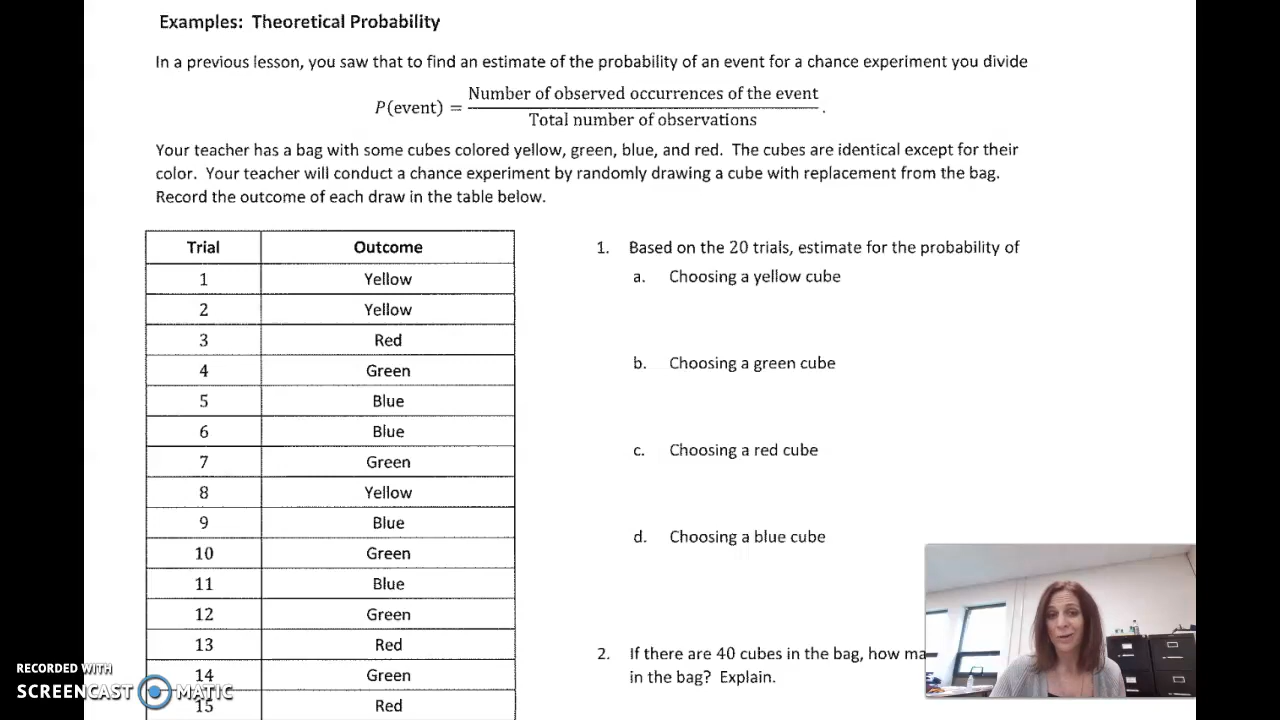 Examples: Theoretical Probability
In a previous lesson, you saw that to find an estimate of the probability of an event for a chance experiment you divide
P(event) = Number of observed occurrences of the event / Total number of observations .
Your teacher has a bag with some cubes colored yellow, green, blue, and red. The cubes are identical except for their
color. Your teacher will conduct a chance experiment by randomly drawing a cube with replacement from the bag.
Record the outcome of each draw in the table below.
Trial Outcome
1 Yellow
2 Yellow
3 Red
4 Green
5 Blue
6 Blue
7 Green
8 Yellow
9 Blue
10 Green
11 Blue
12 Green
13 Red
14 Green
15 Red
1. Based on the 20 trials, estimate for the probability of
a. Choosing a yellow cube
b. Choosing a green cube
c. Choosing a red cube
d. Choosing a blue cube
2. If there are 40 cubes in the bag, how
in the bag? Explain.
RECORDED WITH
SCREENCAST MATIC